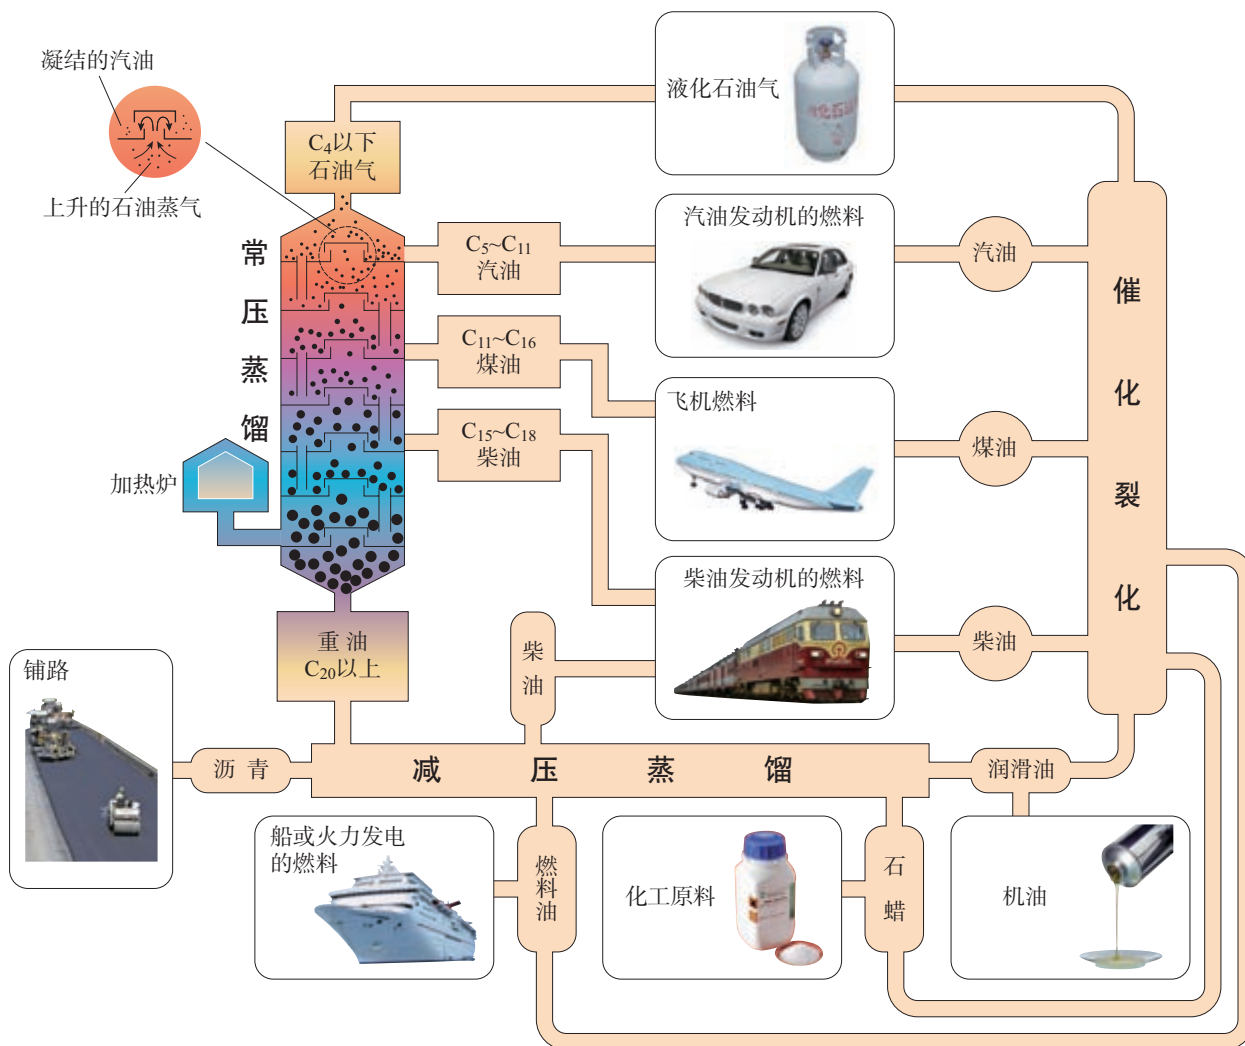 凝结的汽油
上升的石油蒸气
C4以下
石油气
液化石油气
常压蒸馏
C5~C11
汽油
汽油发动机的燃料
汽油
C11~C16
煤油
飞机燃料
煤油
C15~C18
柴油
柴油发动机的燃料
柴油
催化裂化
加热炉
重油
C20以上
柴油
铺路
沥青
减压蒸馏
润滑油
船或火力发电
的燃料
燃料油
化工原料
石蜡
机油